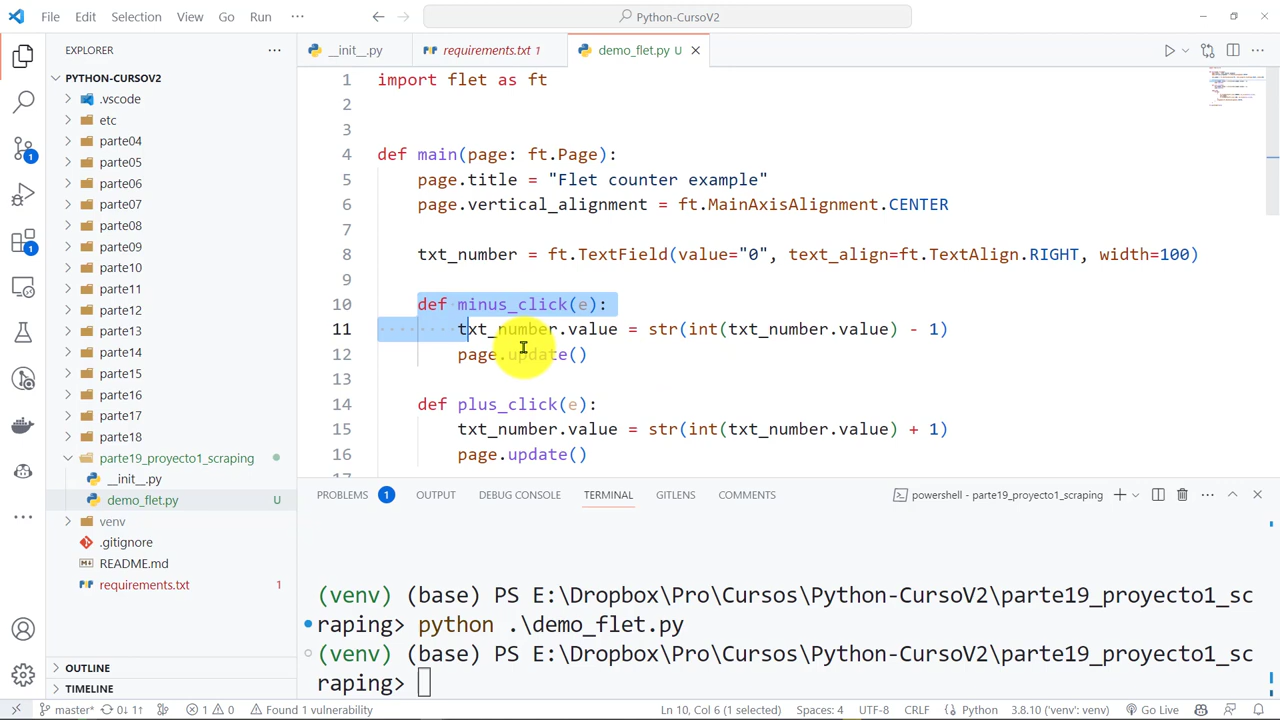 File Edit Selection View Go Run ··· Python-CursoV2
EXPLORER ···
PYTHON-CURSOV2
.vscode
etc
parte04
parte05
parte06
parte07
parte08
parte09
parte10
parte11
parte12
parte13
parte14
parte15
parte16
parte17
parte18
parte19_proyecto1_scraping
__init__.py
demo_flet.py U
venv
.gitignore
README.md
requirements.txt 1
OUTLINE
TIMELINE
1
1
__init__.py requirements.txt 1 demo_flet.py U
1 import flet as ft
2
3
4 def main(page: ft.Page):
5 page.title = "Flet counter example"
6 page.vertical_alignment = ft.MainAxisAlignment.CENTER
7
8 txt_number = ft.TextField(value="0", text_align=ft.TextAlign.RIGHT, width=100)
9
10 def minus_click(e):
11 txt_number.value = str(int(txt_number.value) - 1)
12 page.update()
13
14 def plus_click(e):
15 txt_number.value = str(int(txt_number.value) + 1)
16 page.update()
17
PROBLEMS 1 OUTPUT DEBUG CONSOLE TERMINAL GITLENS COMMENTS powershell - parte19_proyecto1_scraping
(venv) (base) PS E:\Dropbox\Pro\Cursos\Python-CursoV2\parte19_proyecto1_sc
raping> python .\demo_flet.py
(venv) (base) PS E:\Dropbox\Pro\Cursos\Python-CursoV2\parte19_proyecto1_sc
raping>
master* 0↓ 1↑ 1 0 Found 1 vulnerability Ln 10, Col 6 (1 selected) Spaces: 4 UTF-8 CRLF Python 3.8.10 ('venv': venv) Go Live